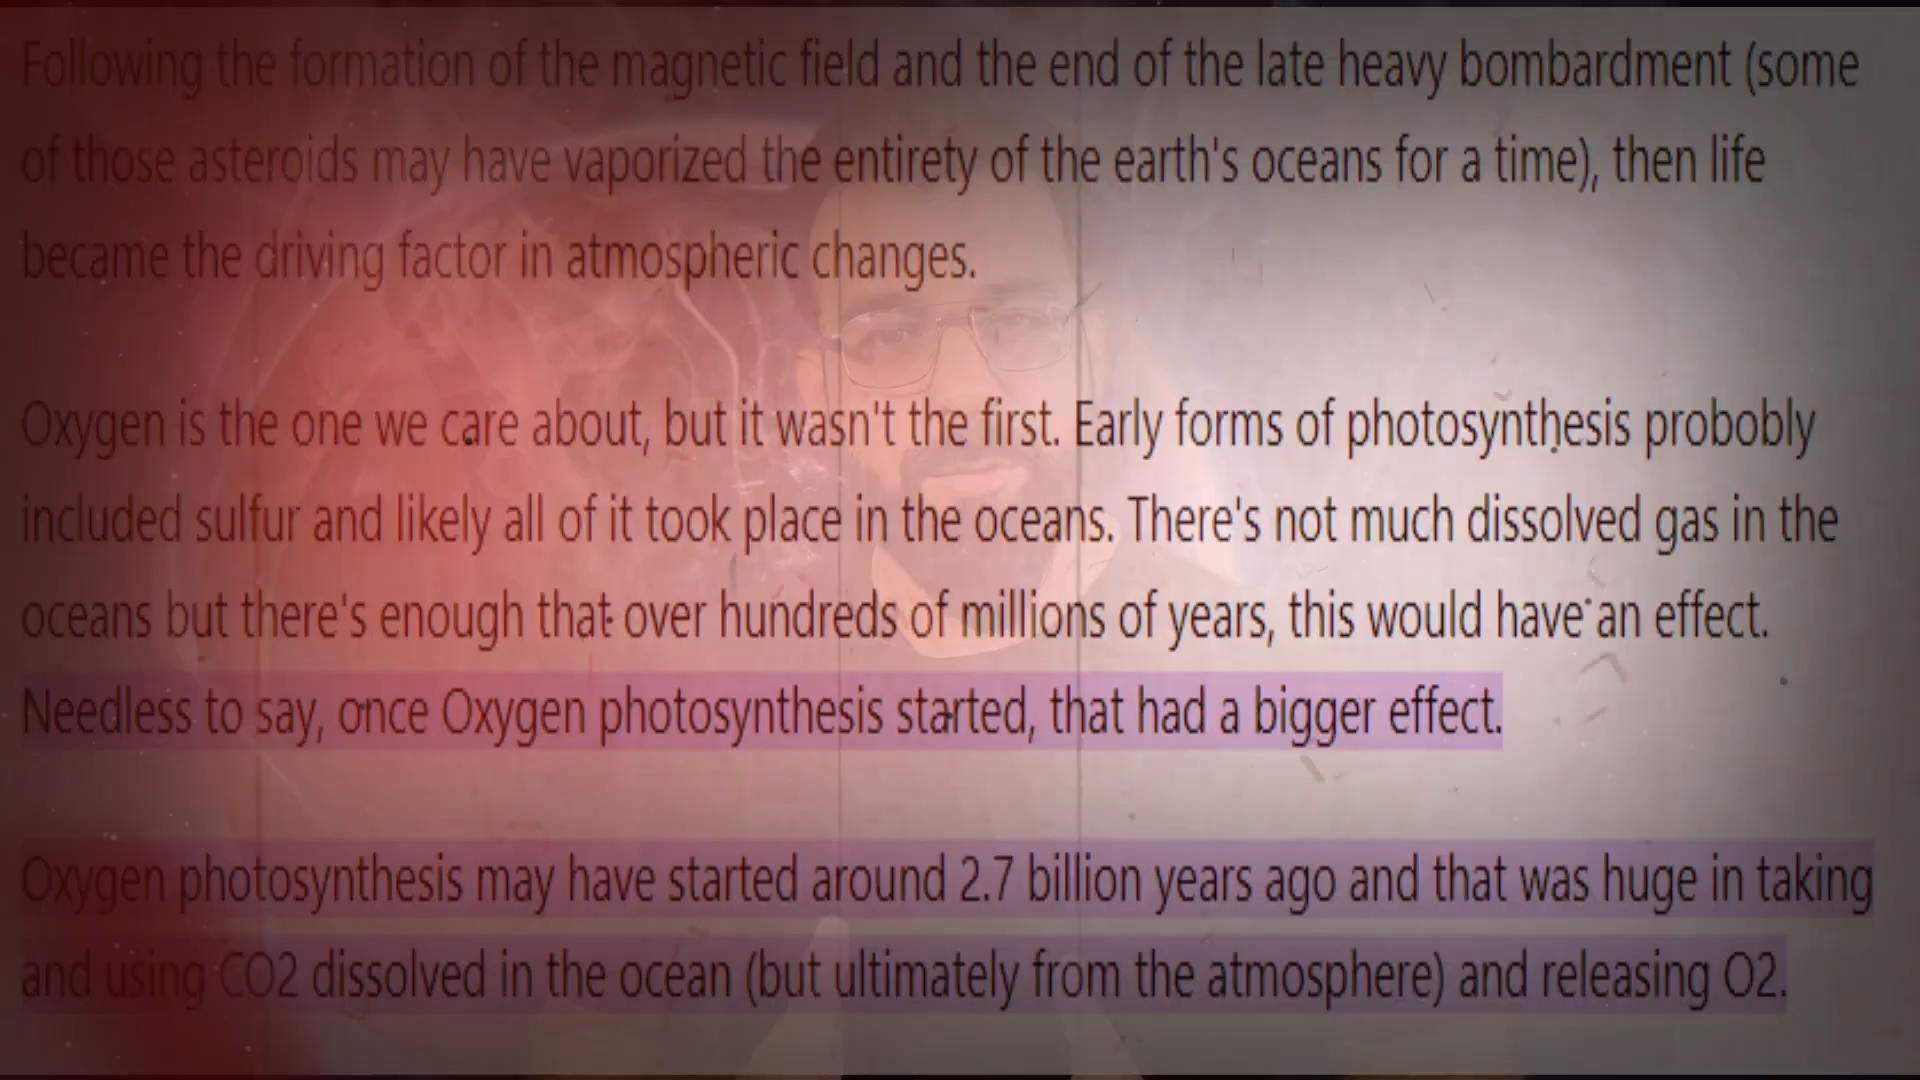 Following the formation of the magnetic field and the end of the late heavy bombardment (some
of those asteroids may have vaporized the entirety of the earth's oceans for a time), then life
became the driving factor in atmospheric changes.
Oxygen is the one we care about, but it wasn't the first. Early forms of photosynthesis probobly
included sulfur and likely all of it took place in the oceans. There's not much dissolved gas in the
oceans but there's enough that over hundreds of millions of years, this would have an effect.
Needless to say, once Oxygen photosynthesis started, that had a bigger effect.
Oxygen photosynthesis may have started around 2.7 billion years ago and that was huge in taking
and using CO2 dissolved in the ocean (but ultimately from the atmosphere) and releasing O2.